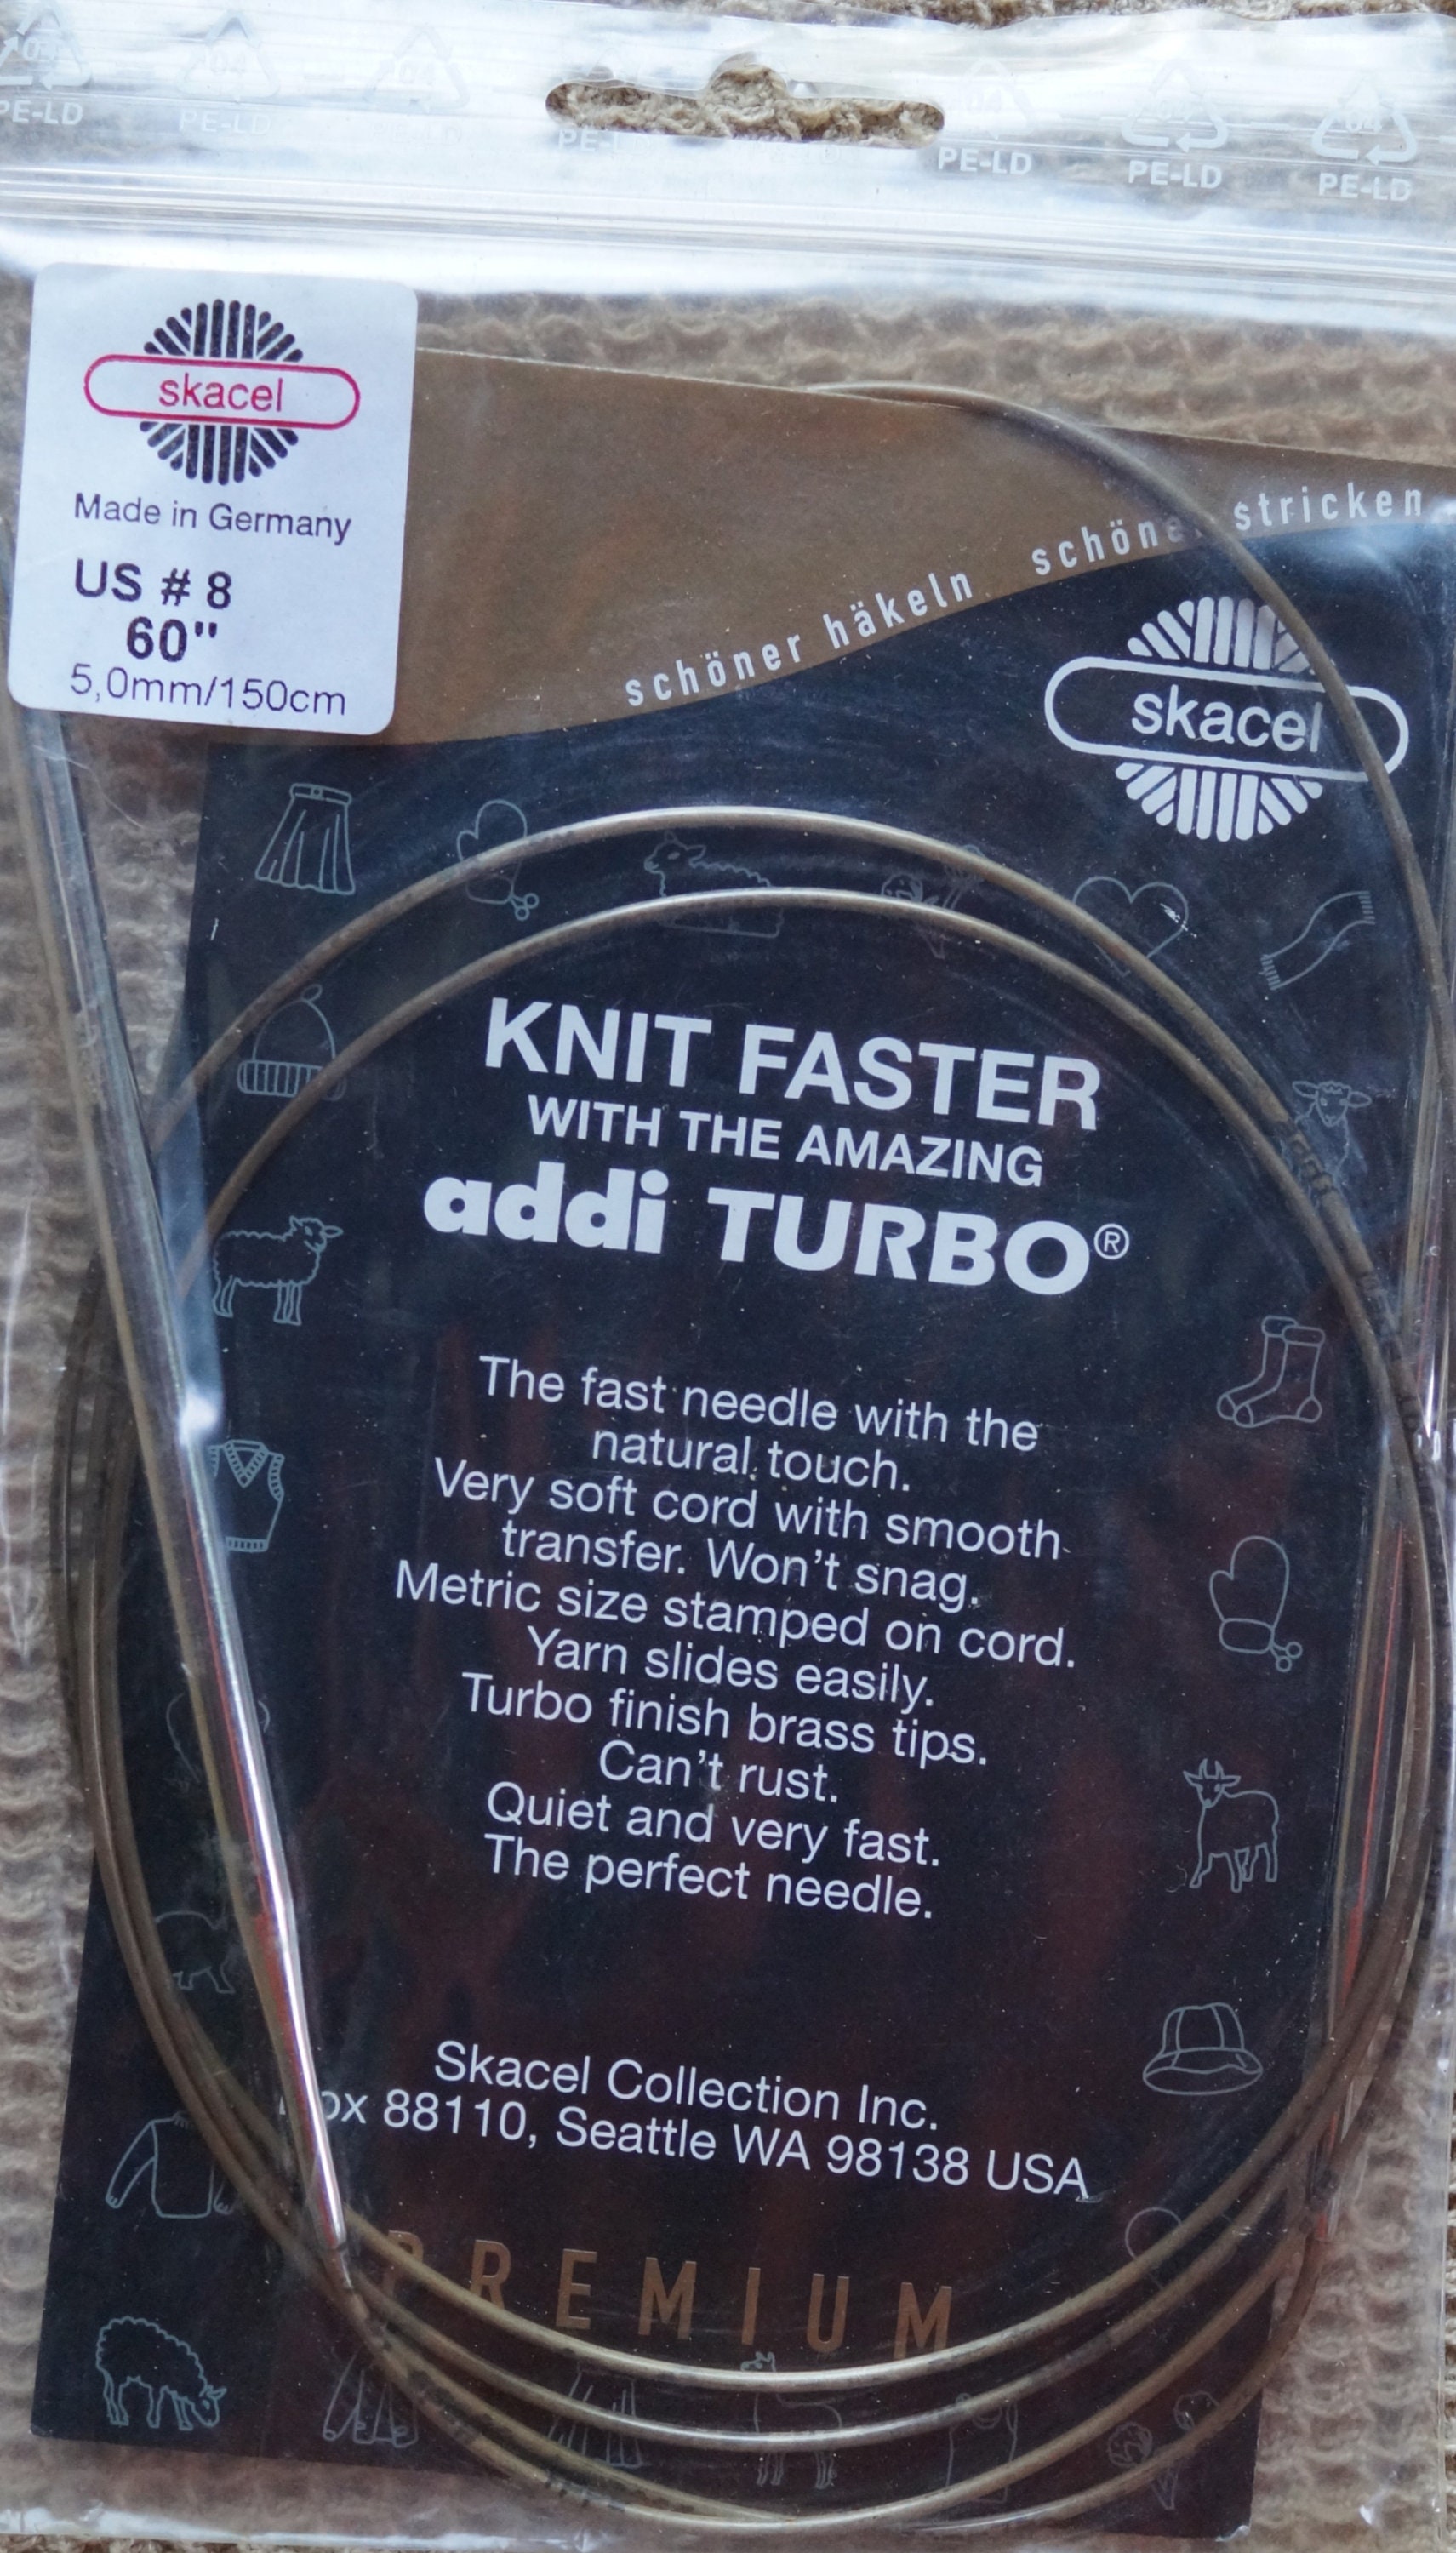 PE-LD
PE-LD
PE-LD
PE-LD
PE-LD
skacel
Made in Germany
US # 8
60"
5,0mm/150cm
schöner häkeln schöner stricken
skacel
KNIT FASTER
WITH THE AMAZING
addi TURBO®
The fast needle with the
natural touch.
Very soft cord with smooth
transfer. Won't snag.
Metric size stamped on cord.
Yarn slides easily.
Turbo finish brass tips.
Can't rust.
Quiet and very fast.
The perfect needle.
Skacel Collection Inc.
88110, Seattle WA 98138 USA
PREMIUM